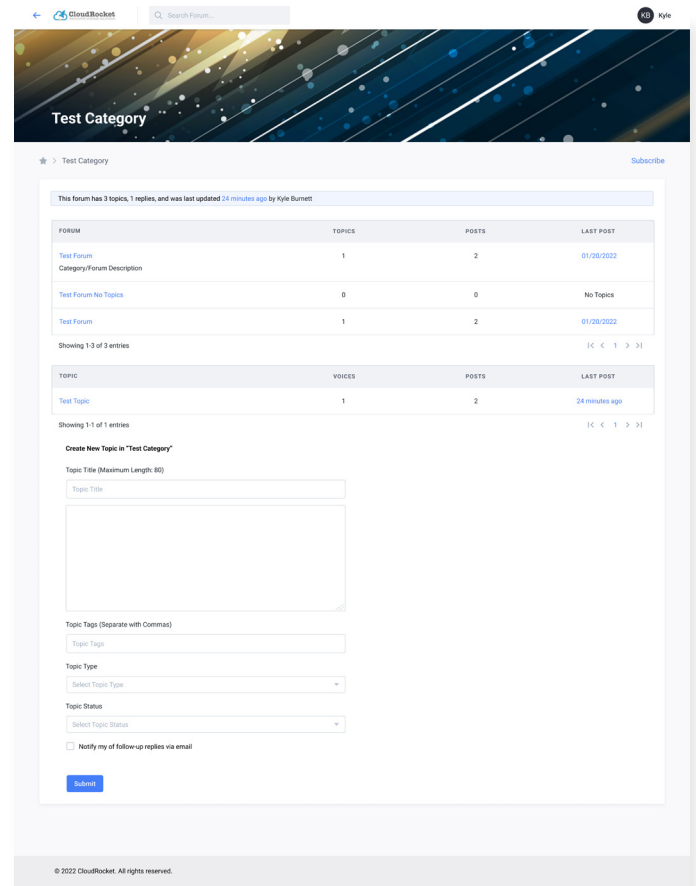 CloudRocket
Search Forum...
KB Kyle
Test Category
> Test Category
Subscribe
This forum has 3 topics, 1 replies, and was last updated 24 minutes ago by Kyle Burnett
FORUM TOPICS POSTS LAST POST
Test Forum 1 2 01/20/2022
Category/Forum Description
Test Forum No Topics 0 0 No Topics
Test Forum 1 2 01/20/2022
Showing 1-3 of 3 entries 1
TOPIC VOICES POSTS LAST POST
Test Topic 1 2 24 minutes ago
Showing 1-1 of 1 entries 1
Create New Topic in "Test Category"
Topic Title (Maximum Length: 80)
Topic Title
Topic Tags (Separate with Commas)
Topic Tags
Topic Type
Select Topic Type
Topic Status
Select Topic Status
Notify my of follow-up replies via email
Submit
© 2022 CloudRocket. All rights reserved.